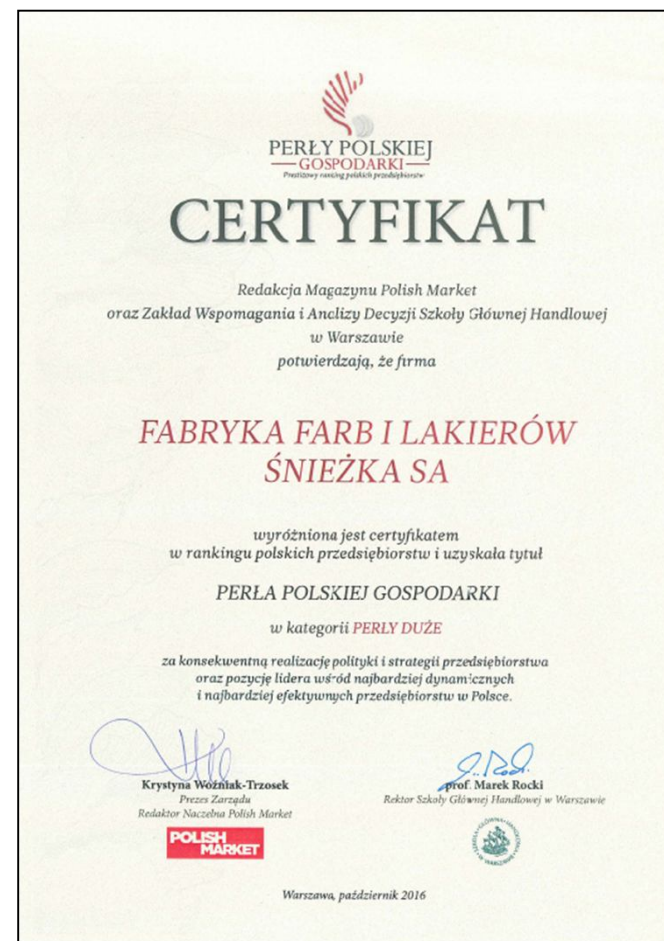 PERŁY POLSKIEJ
GOSPODARKI
Prestiżowy ranking polskich przedsiębiorstw
CERTYFIKAT
Redakcja Magazynu Polish Market
oraz Zakład Wspomagania i Analizy Decyzji Szkoły Głównej Handlowej
w Warszawie
potwierdzają, że firma
FABRYKA FARB I LAKIERÓW
ŚNIEŻKA SA
wyróżniona jest certyfikatem
w rankingu polskich przedsiębiorstw i uzyskała tytuł
PERŁA POLSKIEJ GOSPODARKI
w kategorii PERŁY DUŻE
za konsekwentną realizację polityki i strategii przedsiębiorstwa
oraz pozycję lidera wśród najbardziej dynamicznych
i najbardziej efektywnych przedsiębiorstw w Polsce.
Krystyna Woźniak-Trzosek
Prezes Zarządu
Redaktor Naczelna Polish Market
POLISH
MARKET
prof. Marek Rocki
Rektor Szkoły Głównej Handlowej w Warszawie
SZKOŁA GŁÓWNA HANDLOWA
W WARSZAWIE
Warszawa, październik 2016